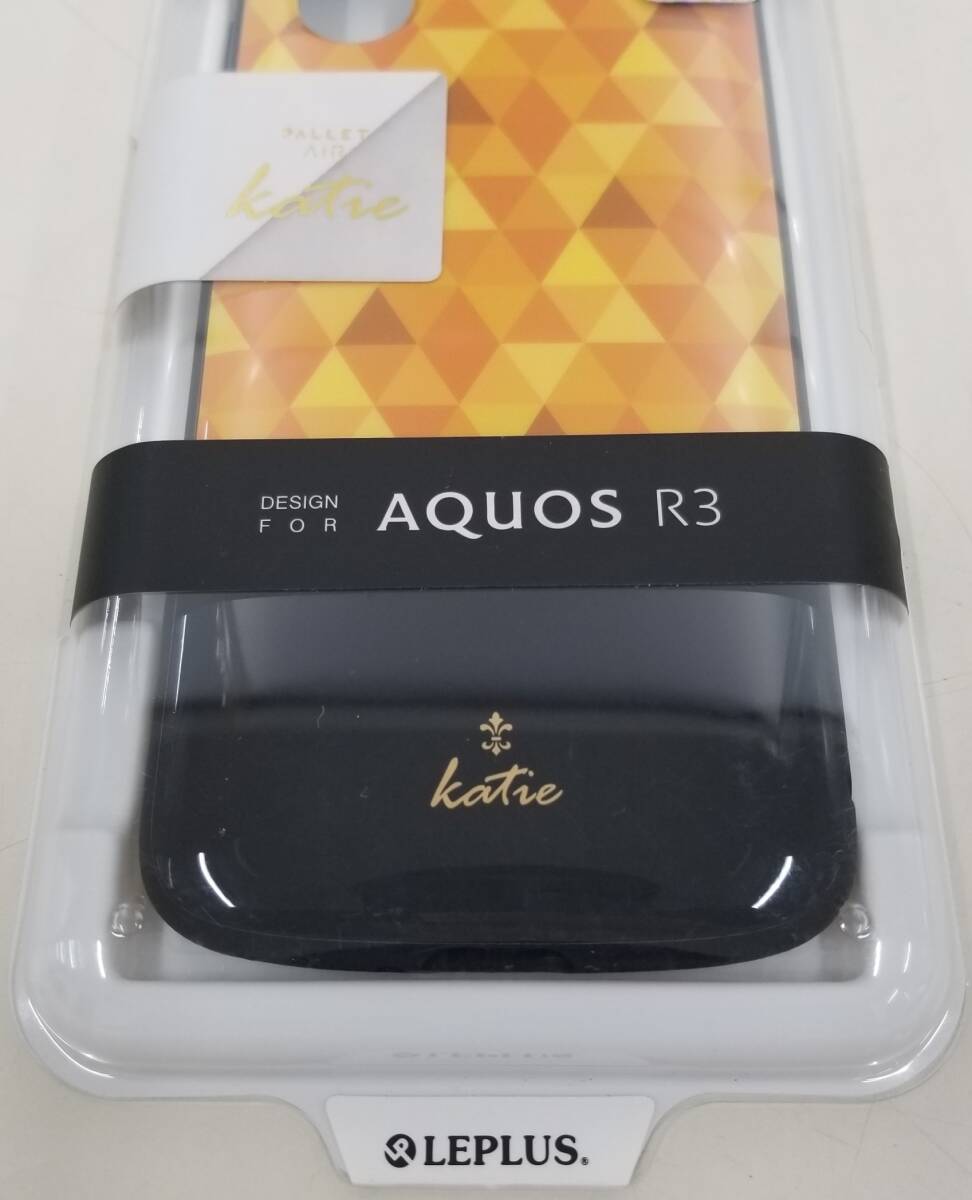 PALLET
AIR
katie
DESIGN
FOR
AQUOS R3
katie
LEPLUS®